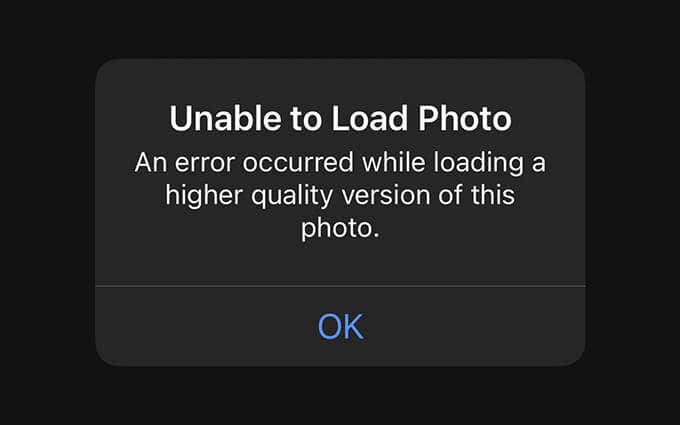 Unable to Load Photo
An error occurred while loading a
higher quality version of this
photo.
OK